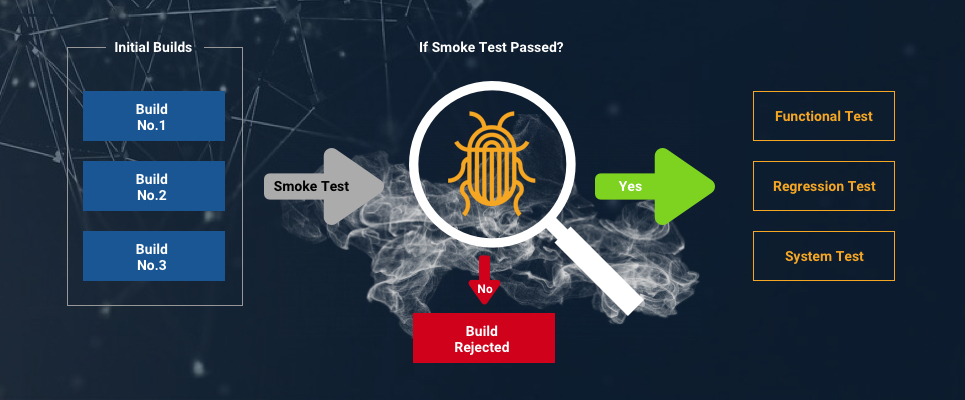 Initial Builds
If Smoke Test Passed?
Build
No.1
Build
No.2
Build
No.3
Smoke Test
Yes
No
Build
Rejected
Functional Test
Regression Test
System Test